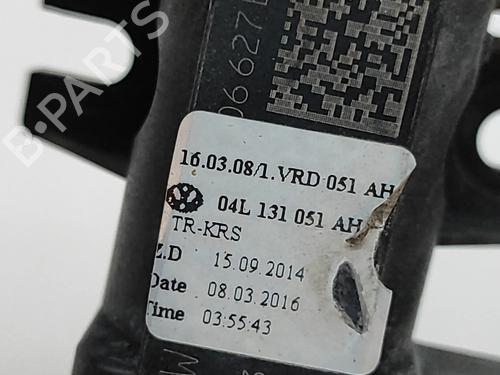 B-PARTS
06627
16.03.08/1.VRD 051 AH
04L 131 051 AH
TR-KRS
Z.D 15.09.2014
Date 08.03.2016
Time 03:55:43